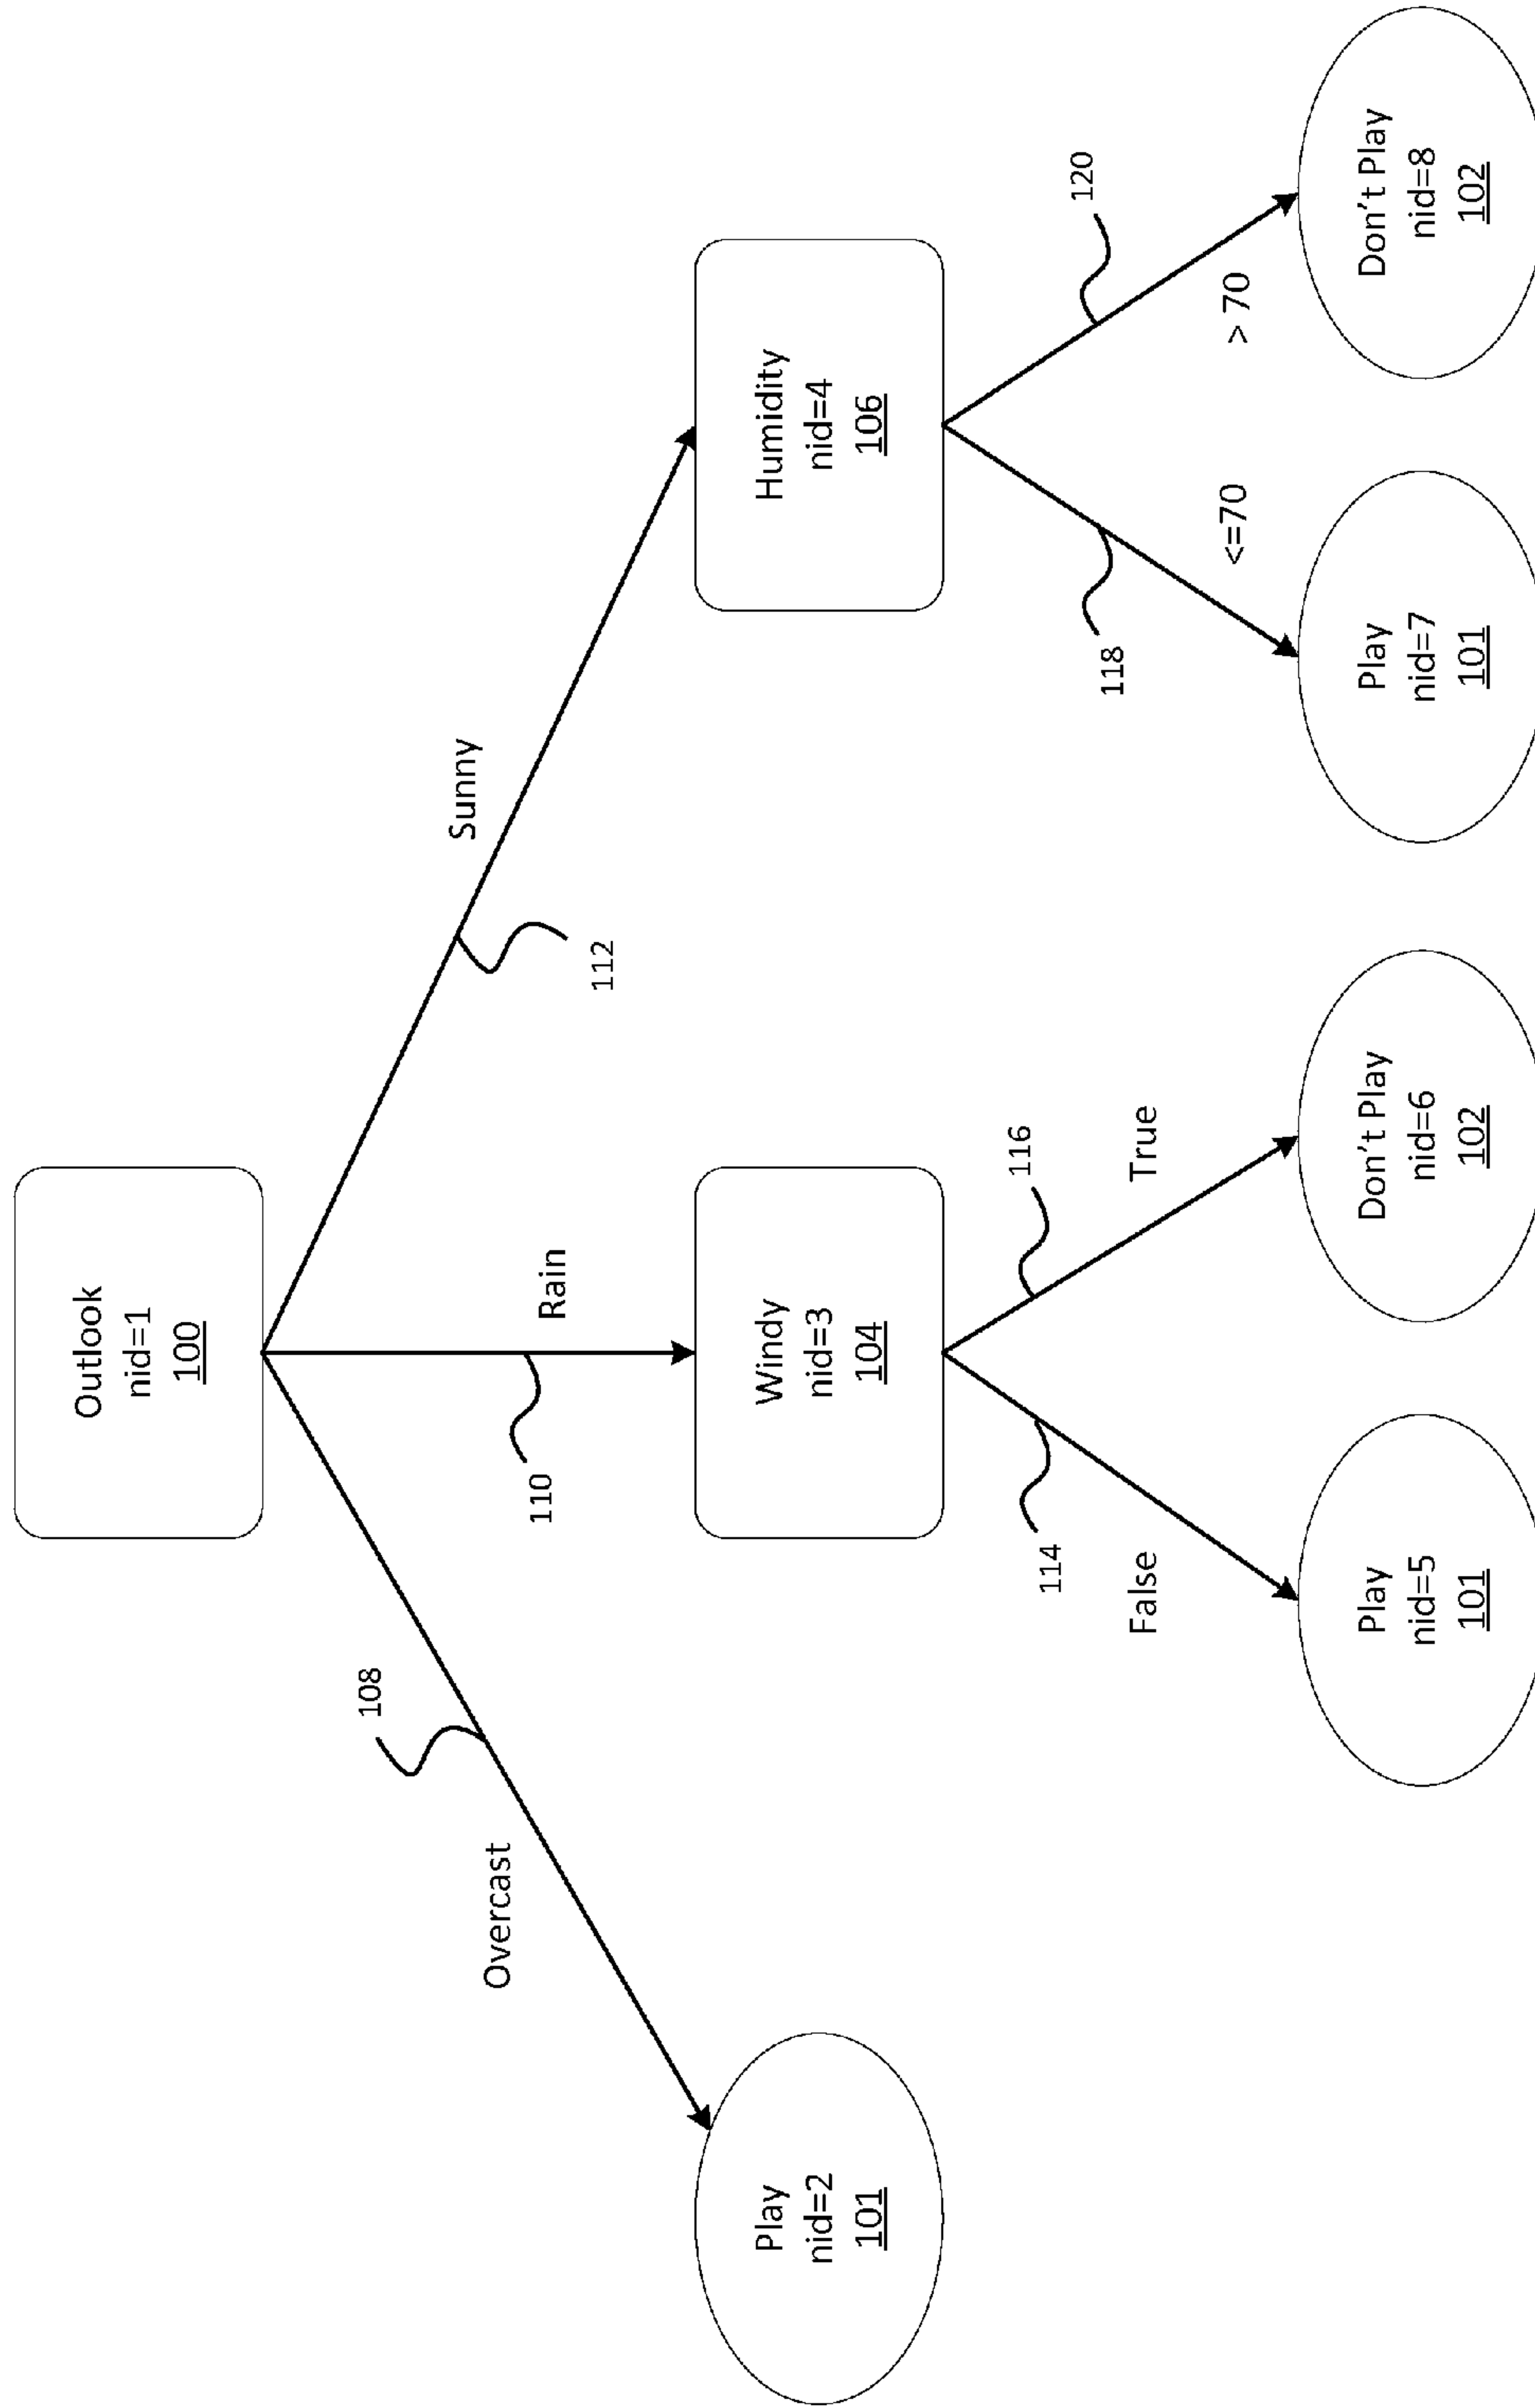 Outlook
nid=1
100
108
Overcast
110
Rain
112
Sunny
Play
nid=2
101
Windy
nid=3
104
Humidity
nid=4
106
114
False
116
True
118
<=70
120
> 70
Play
nid=5
101
Don't Play
nid=6
102
Play
nid=7
101
Don't Play
nid=8
102